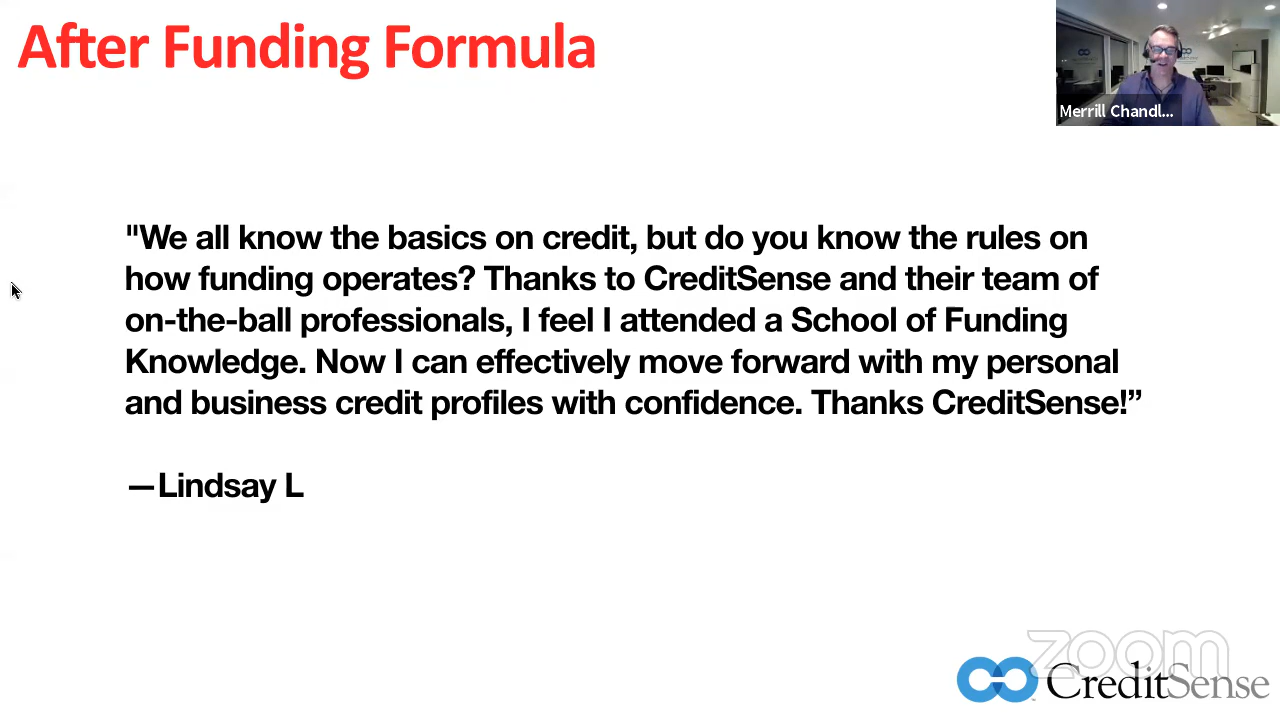 After Funding Formula
Merrill Chandl...
"We all know the basics on credit, but do you know the rules on
how funding operates? Thanks to CreditSense and their team of
on-the-ball professionals, I feel I attended a School of Funding
Knowledge. Now I can effectively move forward with my personal
and business credit profiles with confidence. Thanks CreditSense!”
—Lindsay L
zoom
CreditSense